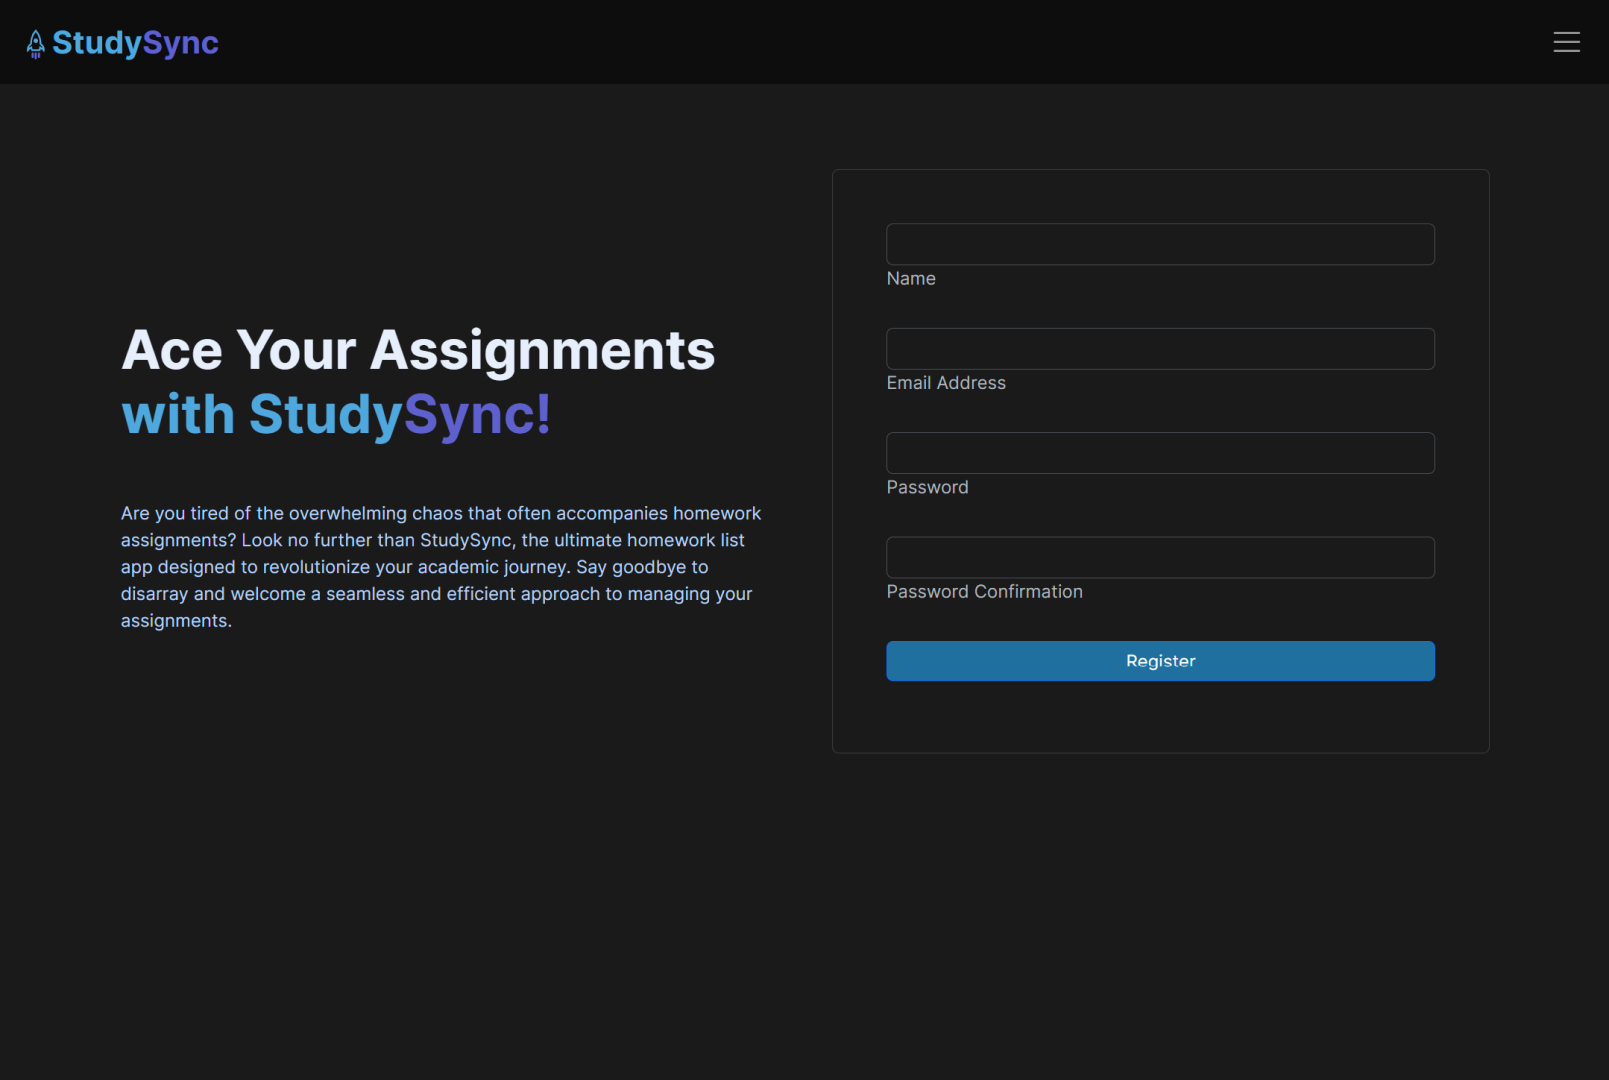 StudySync
Ace Your Assignments
with StudySync!
Are you tired of the overwhelming chaos that often accompanies homework
assignments? Look no further than StudySync, the ultimate homework list
app designed to revolutionize your academic journey. Say goodbye to
disarray and welcome a seamless and efficient approach to managing your
assignments.
Name
Email Address
Password
Password Confirmation
Register